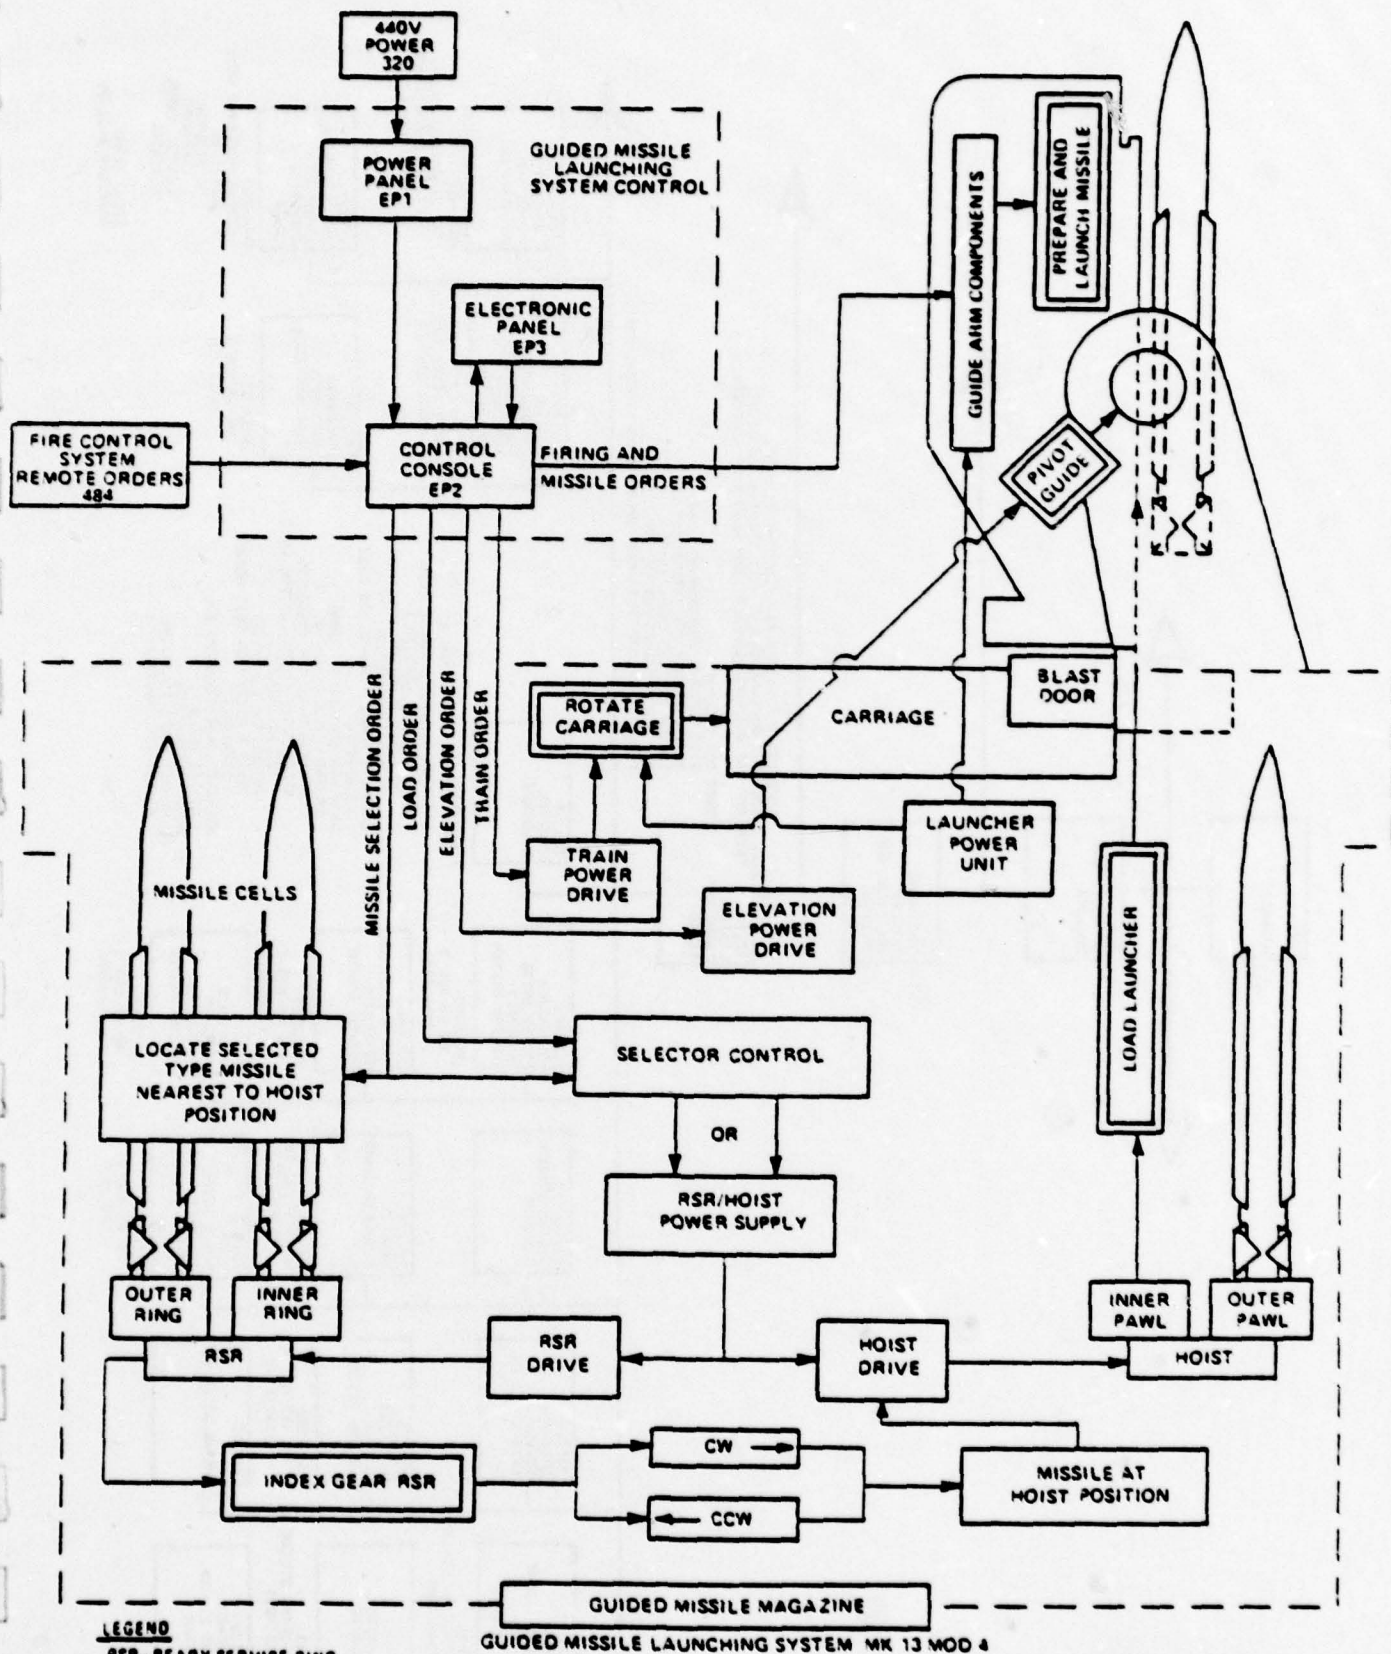 440V
POWER
320
POWER
PANEL
EP1
GUIDED MISSILE
LAUNCHING
SYSTEM CONTROL
ELECTRONIC
PANEL
EP3
FIRE CONTROL
SYSTEM
REMOTE ORDERS
484
CONTROL
CONSOLE
EP2
FIRING AND
MISSILE ORDERS
GUIDE ARM COMPONENTS
PREPARE AND
LAUNCH MISSILE
PIVOT
GUIDE
MISSILE SELECTION ORDER
LOAD ORDER
ELEVATION ORDER
TRAIN ORDER
ROTATE
CARRIAGE
CARRIAGE
BLAST
DOOR
TRAIN
POWER
DRIVE
LAUNCHER
POWER
UNIT
ELEVATION
POWER
DRIVE
MISSILE CELLS
LOAD LAUNCHER
LOCATE SELECTED
TYPE MISSILE
NEAREST TO HOIST
POSITION
SELECTOR CONTROL
OR
RSR/HOIST
POWER SUPPLY
OUTER
RING
INNER
RING
RSR
RSR
DRIVE
HOIST
DRIVE
INNER
PAWL
OUTER
PAWL
HOIST
INDEX GEAR RSR
CW
CCW
MISSILE AT
HOIST POSITION
GUIDED MISSILE MAGAZINE
LEGEND
GUIDED MISSILE LAUNCHING SYSTEM MK 13 MOD 4
RSR READY SERVICE RING